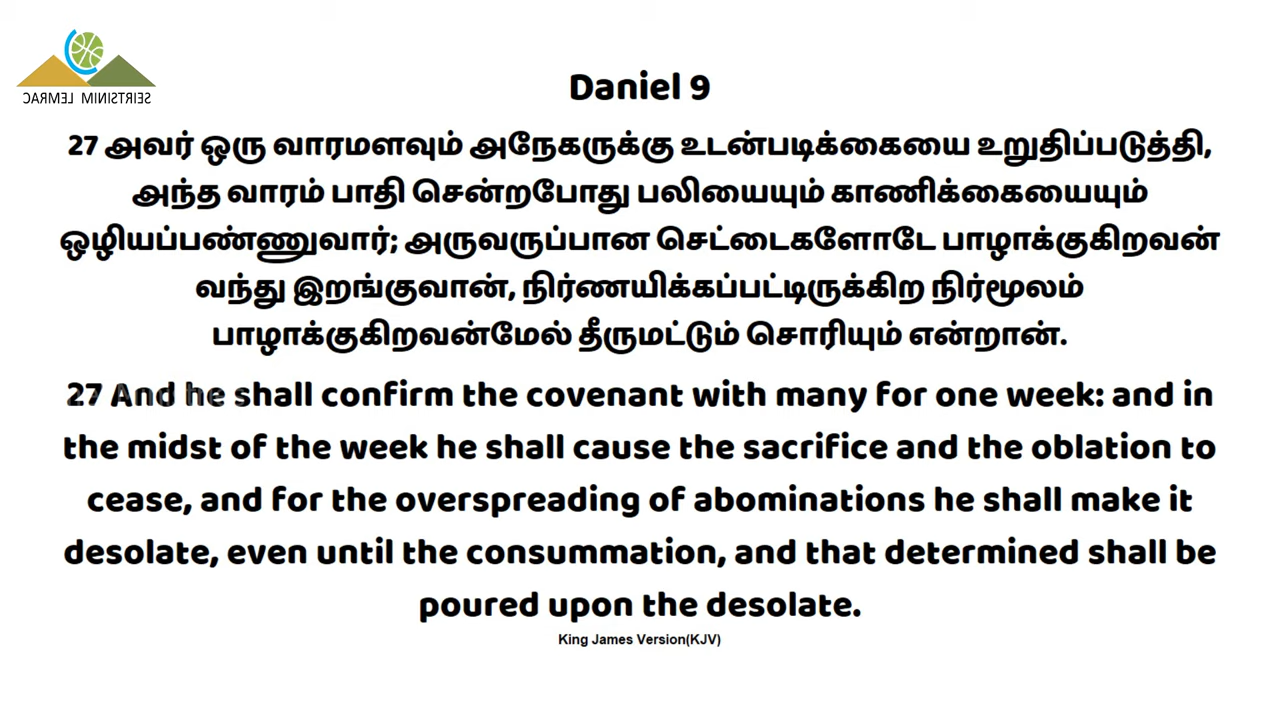 CARMEL MINISTRIES
Daniel 9
27 அவர் ஒரு வாரமளவும் அநேகருக்கு உடன்படிக்கையை உறுதிப்படுத்தி,
அந்த வாரம் பாதி சென்றபோது பலியையும் காணிக்கையையும்
ஒழியப்பண்ணுவார்; அருவருப்பான செட்டைகளோடே பாழாக்குகிறவன்
வந்து இறங்குவான், நிர்ணயிக்கப்பட்டிருக்கிற நிர்மூலம்
பாழாக்குகிறவன்மேல் தீருமட்டும் சொரியும் என்றான்.
27 And he shall confirm the covenant with many for one week: and in
the midst of the week he shall cause the sacrifice and the oblation to
cease, and for the overspreading of abominations he shall make it
desolate, even until the consummation, and that determined shall be
poured upon the desolate.
King James Version(KJV)